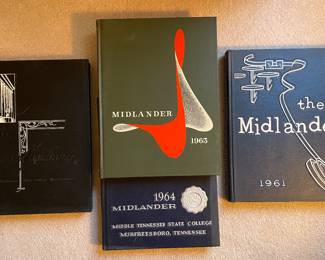 MIDLANDER
1963
the
Midlander
1961
1964
MIDLANDER
MIDDLE TENNESSEE STATE COLLEGE
MURFREESBORO, TENNESSEE